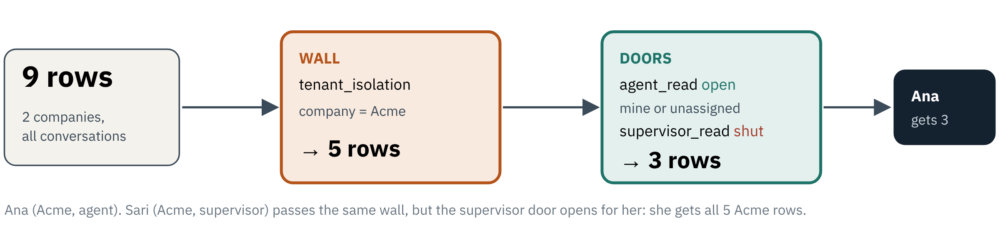 9 rows
2 companies,
all conversations
WALL
tenant_isolation
company = Acme
→ 5 rows
DOORS
agent_read open
mine or unassigned
supervisor_read shut
→ 3 rows
Ana
gets 3
Ana (Acme, agent). Sari (Acme, supervisor) passes the same wall, but the supervisor door opens for her: she gets all 5 Acme rows.